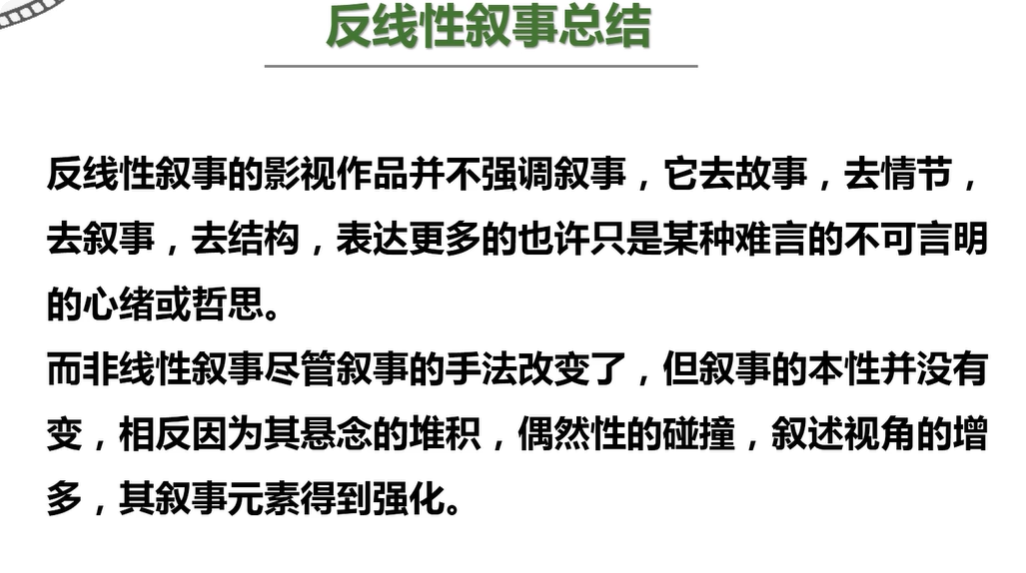 反线性叙事总结
反线性叙事的影视作品并不强调叙事，它去故事，去情节，
去叙事，去结构，表达更多的也许只是某种难言的不可言明
的心绪或哲思。
而非线性叙事尽管叙事的手法改变了，但叙事的本性并没有
变，相反因为其悬念的堆积，偶然性的碰撞，叙述视角的增
多，其叙事元素得到强化。